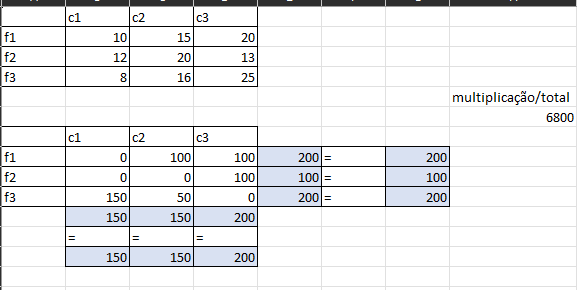 c1 c2 c3
f1 10 15 20
f2 12 20 13
f3 8 16 25
multiplicação/total
6800
c1 c2 c3
f1 0 100 100 200 = 200
f2 0 0 100 100 = 100
f3 150 50 0 200 = 200
150 150 200
= = =
150 150 200